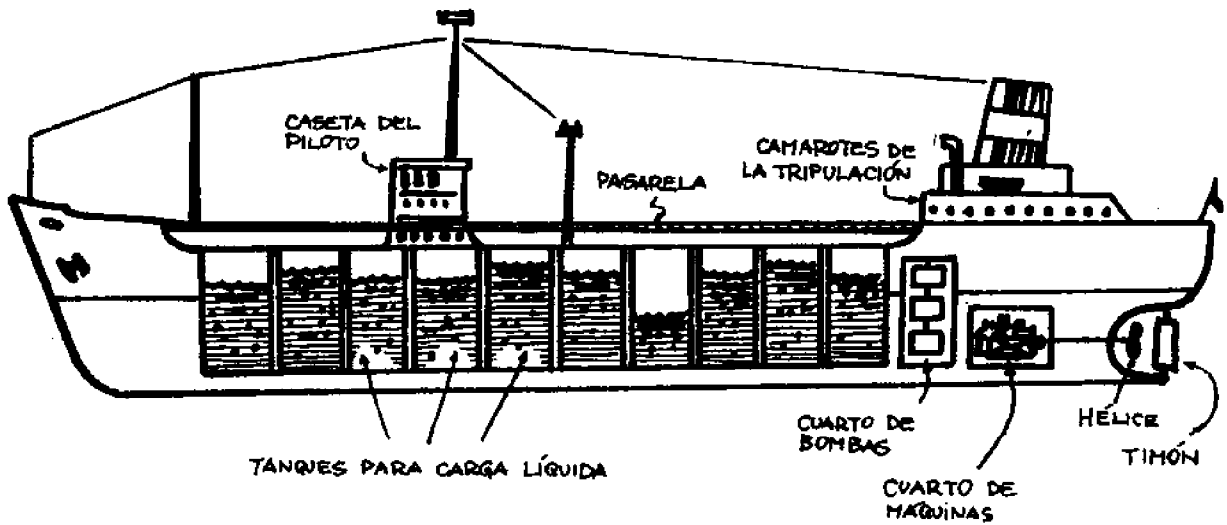 CASETA DEL
PILOTO
PASARELA
CAMAROTES DE
LA TRIPULACIÓN
TANQUES PARA CARGA LÍQUIDA
CUARTO DE
BOMBAS
CUARTO DE
MAQUINAS
HÉLICE
TIMÓN